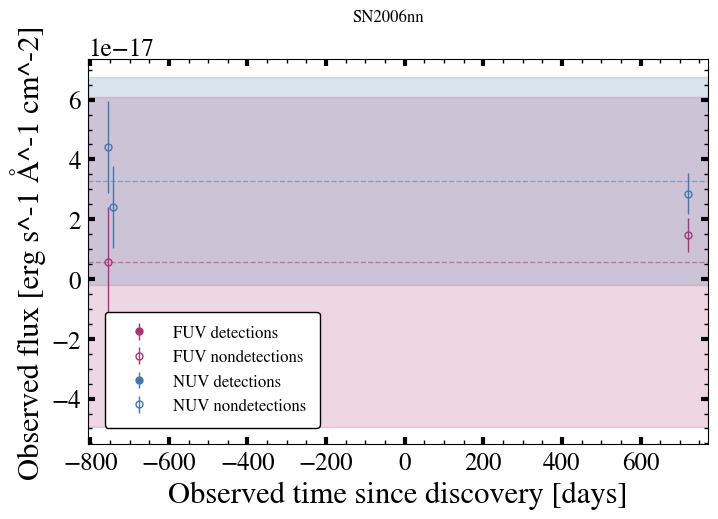 SN2006nn
1e−17
Observed flux [erg s^-1 Å^-1 cm^-2]
6
4
2
0
−2
−4
FUV detections
FUV nondetections
NUV detections
NUV nondetections
−800 −600 −400 −200 0 200 400 600
Observed time since discovery [days]